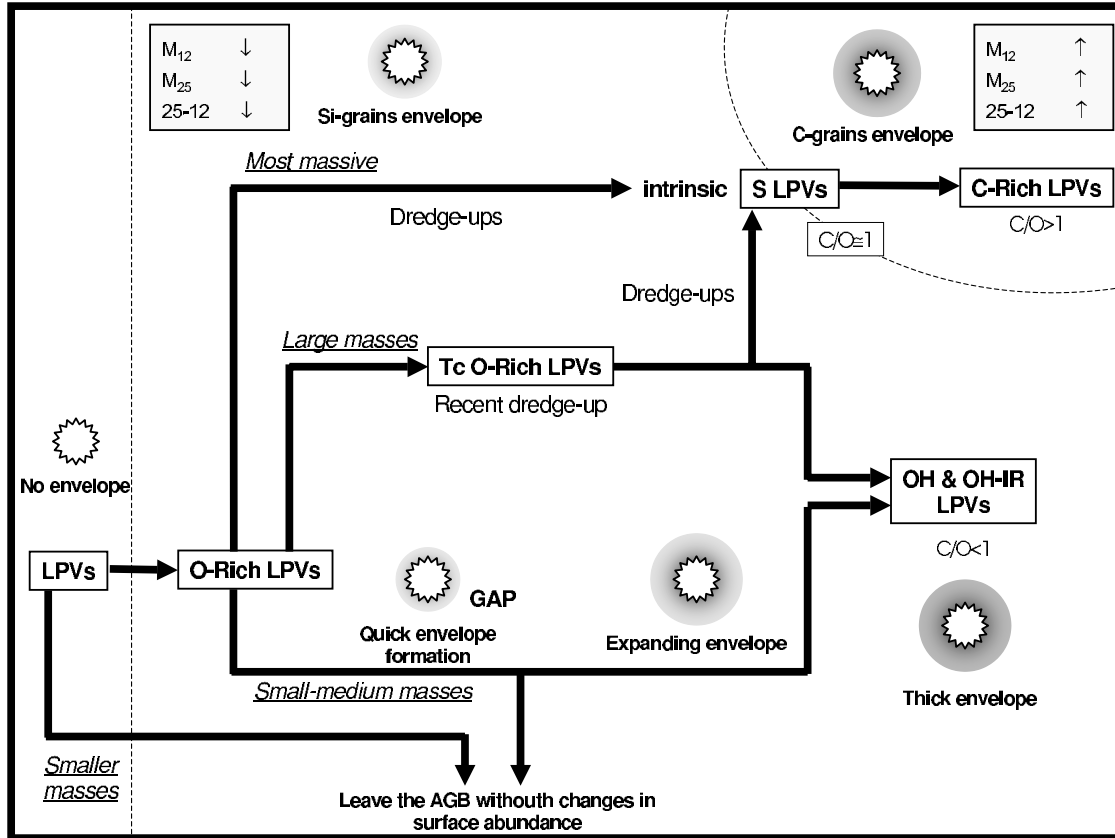 M12 ↓
M25 ↓
25-12 ↓
Si-grains envelope
C-grains envelope
M12 ↑
M25 ↑
25-12 ↑
Most massive
Dredge-ups
intrinsic
S LPVs
C-Rich LPVs
C/O>1
C/O≅1
Dredge-ups
Large masses
Tc O-Rich LPVs
Recent dredge-up
No envelope
OH & OH-IR
LPVs
C/O<1
LPVs
O-Rich LPVs
GAP
Quick envelope
formation
Expanding envelope
Thick envelope
Small-medium masses
Smaller
masses
Leave the AGB withouth changes in
surface abundance